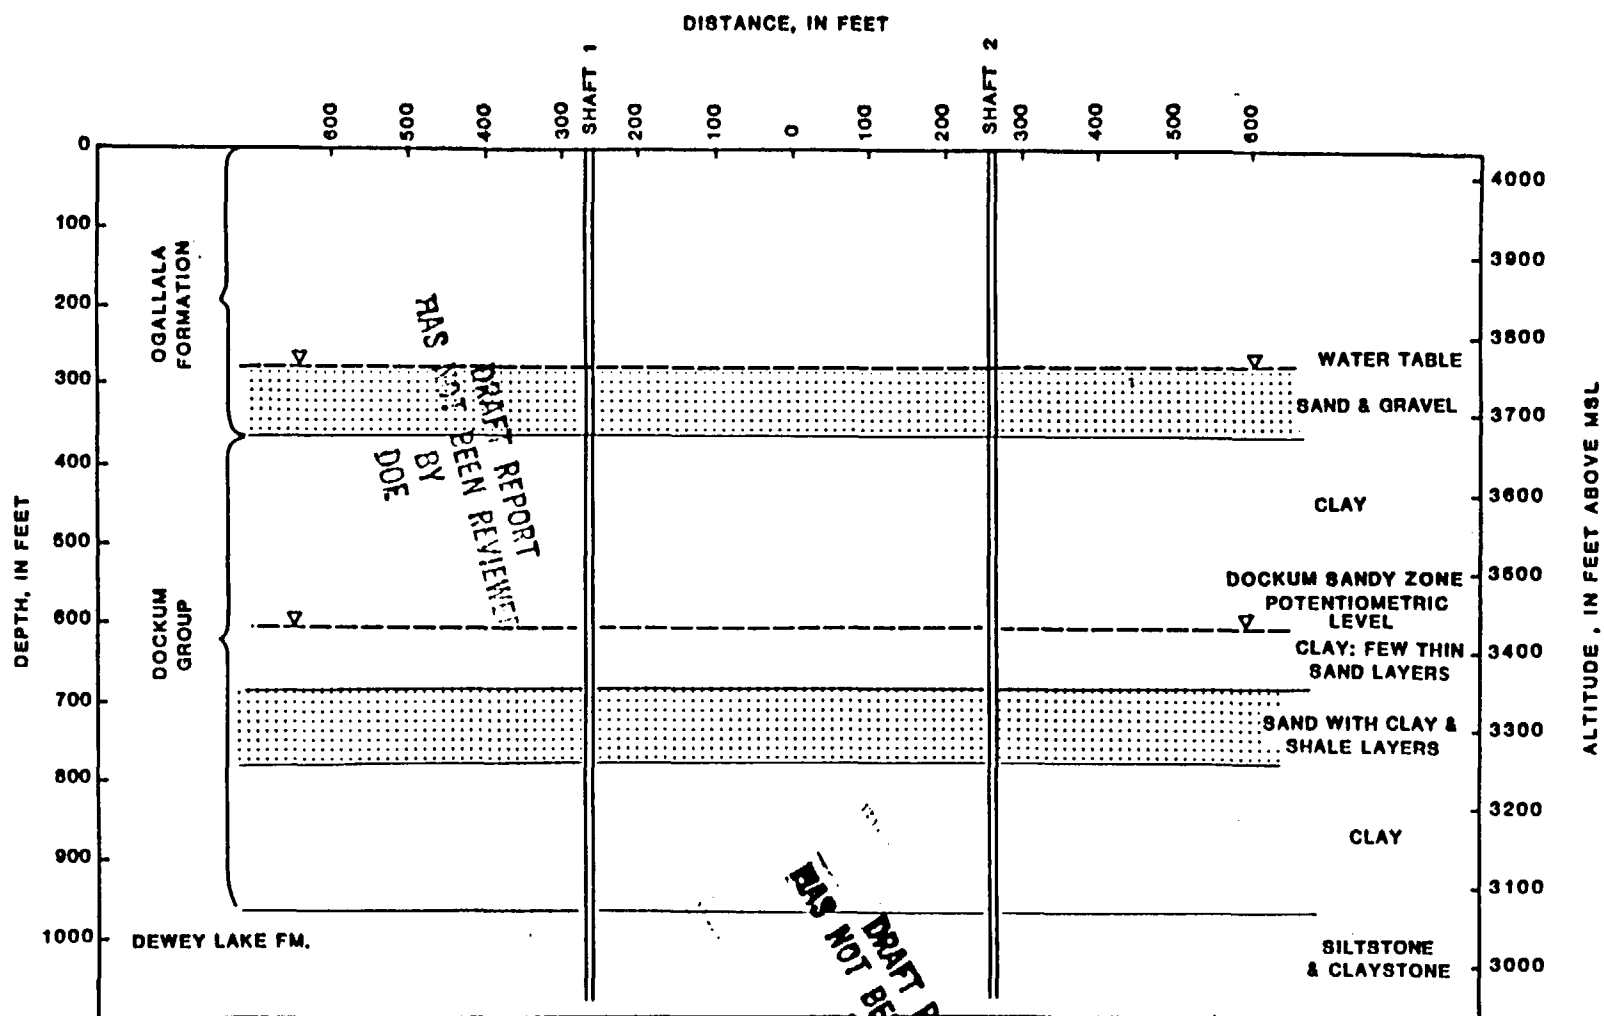 DISTANCE, IN FEET
600 500 400 300 SHAFT 1 200 100 0 100 200 SHAFT 2 300 400 500 600
0
100
200
300
400
500
600
700
800
900
1000
DEPTH, IN FEET
OGALLALA
FORMATION
DOCKUM
GROUP
DEWEY LAKE FM.
DRAFT REPORT
HAS NOT BEEN REVIEWED
BY
DOE
DRAFT
HAS NOT
WATER TABLE
SAND & GRAVEL
CLAY
DOCKUM SANDY ZONE
POTENTIOMETRIC
LEVEL
CLAY: FEW THIN
SAND LAYERS
SAND WITH CLAY &
SHALE LAYERS
CLAY
SILTSTONE
& CLAYSTONE
4000
3900
3800
3700
3600
3500
3400
3300
3200
3100
3000
ALTITUDE, IN FEET ABOVE MSL